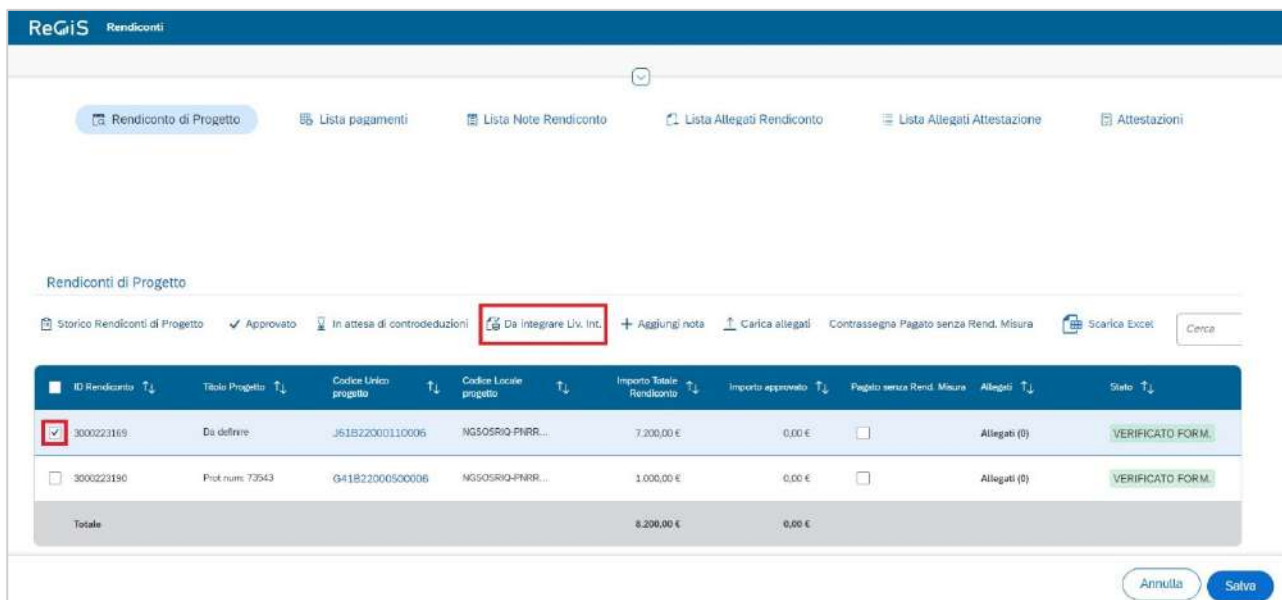 ReGiS Rendiconti
Rendiconto di Progetto Lista pagamenti Lista Note Rendiconto Lista Allegati Rendiconto Lista Allegati Attestazione Attestazioni
Rendiconti di Progetto
Storico Rendiconti di Progetto Approvato In attesa di controdeduzioni Da integrare Liv. Int. Aggiungi nota Carica allegati Contrassegna Pagato senza Rend. Misura Scarica Excel Cerca
ID Rendiconto Titolo Progetto Codice Unico progetto Codice Locale progetto Importo Totale Rendiconto Importo approvato Pagato senza Rend. Misura Allegati Stato
3000223169 Da definire J61B22000110006 NGSOSRIQ-PNRR... 7.200,00 € 0,00 € Allegati (0) VERIFICATO FORM.
3000223190 Prot num: 73543 G41B22000500006 NGSOSRIQ-PNRR... 1.000,00 € 0,00 € Allegati (0) VERIFICATO FORM.
Totale 8.200,00 € 0,00 €
Annulla Salva